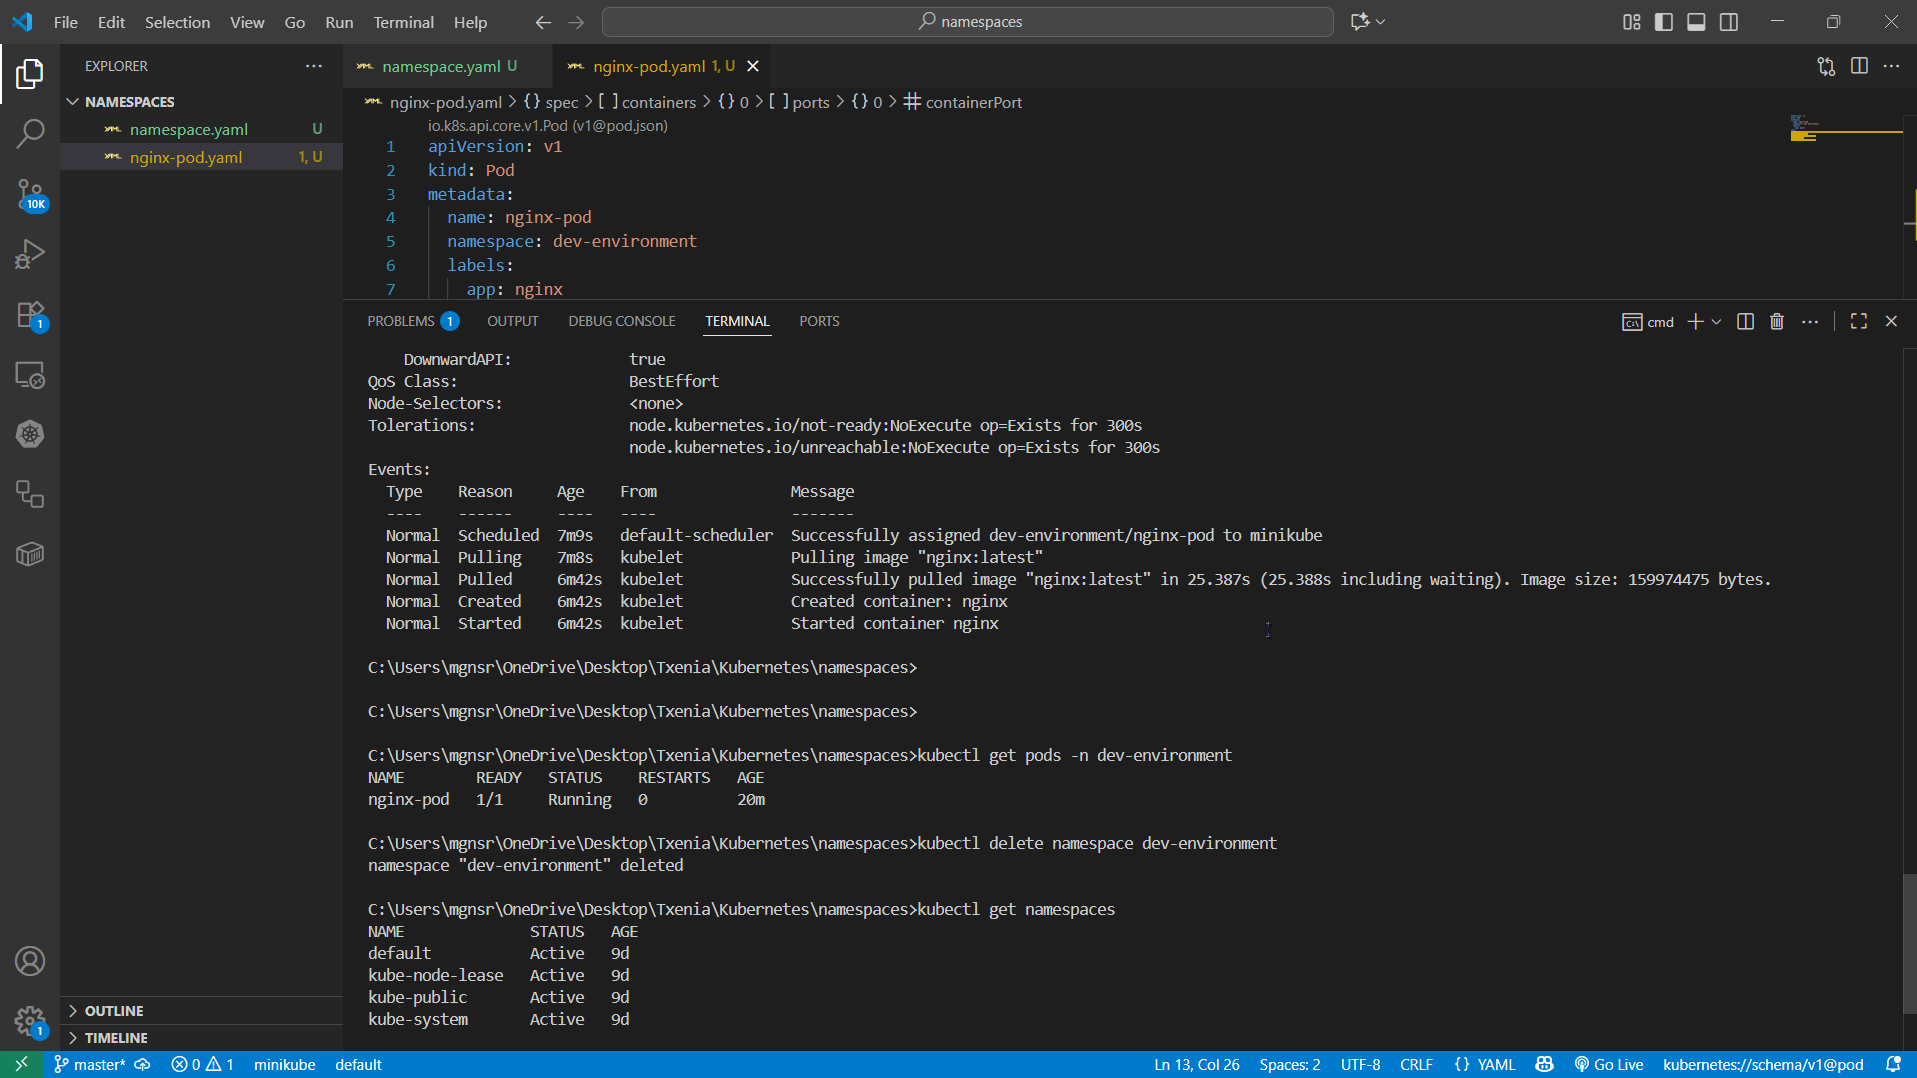 File Edit Selection View Go Run Terminal Help
namespaces
EXPLORER
NAMESPACES
namespace.yaml U
nginx-pod.yaml 1, U
OUTLINE
TIMELINE
10K
1
1
namespace.yaml U
nginx-pod.yaml 1, U
nginx-pod.yaml > {} spec > [ ] containers > {} 0 > [ ] ports > {} 0 > # containerPort
io.k8s.api.core.v1.Pod (v1@pod.json)
1 apiVersion: v1
2 kind: Pod
3 metadata:
4 name: nginx-pod
5 namespace: dev-environment
6 labels:
7 app: nginx
PROBLEMS 1 OUTPUT DEBUG CONSOLE TERMINAL PORTS
cmd
DownwardAPI: true
QoS Class: BestEffort
Node-Selectors: <none>
Tolerations: node.kubernetes.io/not-ready:NoExecute op=Exists for 300s
node.kubernetes.io/unreachable:NoExecute op=Exists for 300s
Events:
Type Reason Age From Message
---- ------ ---- ---- -------
Normal Scheduled 7m9s default-scheduler Successfully assigned dev-environment/nginx-pod to minikube
Normal Pulling 7m8s kubelet Pulling image "nginx:latest"
Normal Pulled 6m42s kubelet Successfully pulled image "nginx:latest" in 25.387s (25.388s including waiting). Image size: 159974475 bytes.
Normal Created 6m42s kubelet Created container: nginx
Normal Started 6m42s kubelet Started container nginx
C:\Users\mgnsr\OneDrive\Desktop\Txenia\Kubernetes\namespaces>
C:\Users\mgnsr\OneDrive\Desktop\Txenia\Kubernetes\namespaces>
C:\Users\mgnsr\OneDrive\Desktop\Txenia\Kubernetes\namespaces>kubectl get pods -n dev-environment
NAME READY STATUS RESTARTS AGE
nginx-pod 1/1 Running 0 20m
C:\Users\mgnsr\OneDrive\Desktop\Txenia\Kubernetes\namespaces>kubectl delete namespace dev-environment
namespace "dev-environment" deleted
C:\Users\mgnsr\OneDrive\Desktop\Txenia\Kubernetes\namespaces>kubectl get namespaces
NAME STATUS AGE
default Active 9d
kube-node-lease Active 9d
kube-public Active 9d
kube-system Active 9d
master* 0 1 minikube default
Ln 13, Col 26 Spaces: 2 UTF-8 CRLF {} YAML Go Live kubernetes://schema/v1@pod